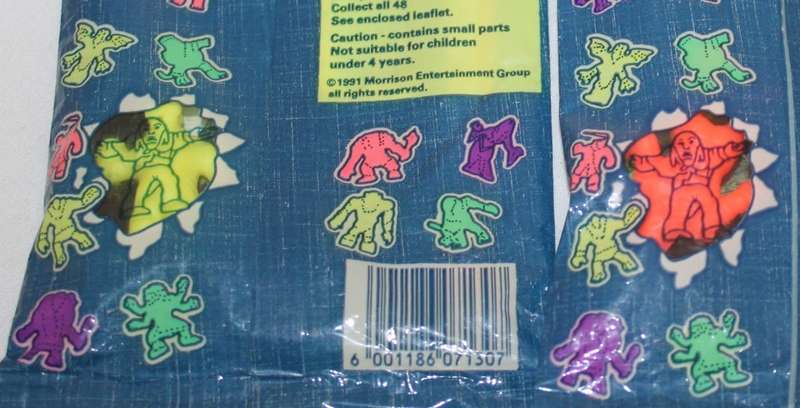 Collect all 48
See enclosed leaflet.
Caution - contains small parts
Not suitable for children
under 4 years.
©1991 Morrison Entertainment Group
all rights reserved.
6 001186 071307